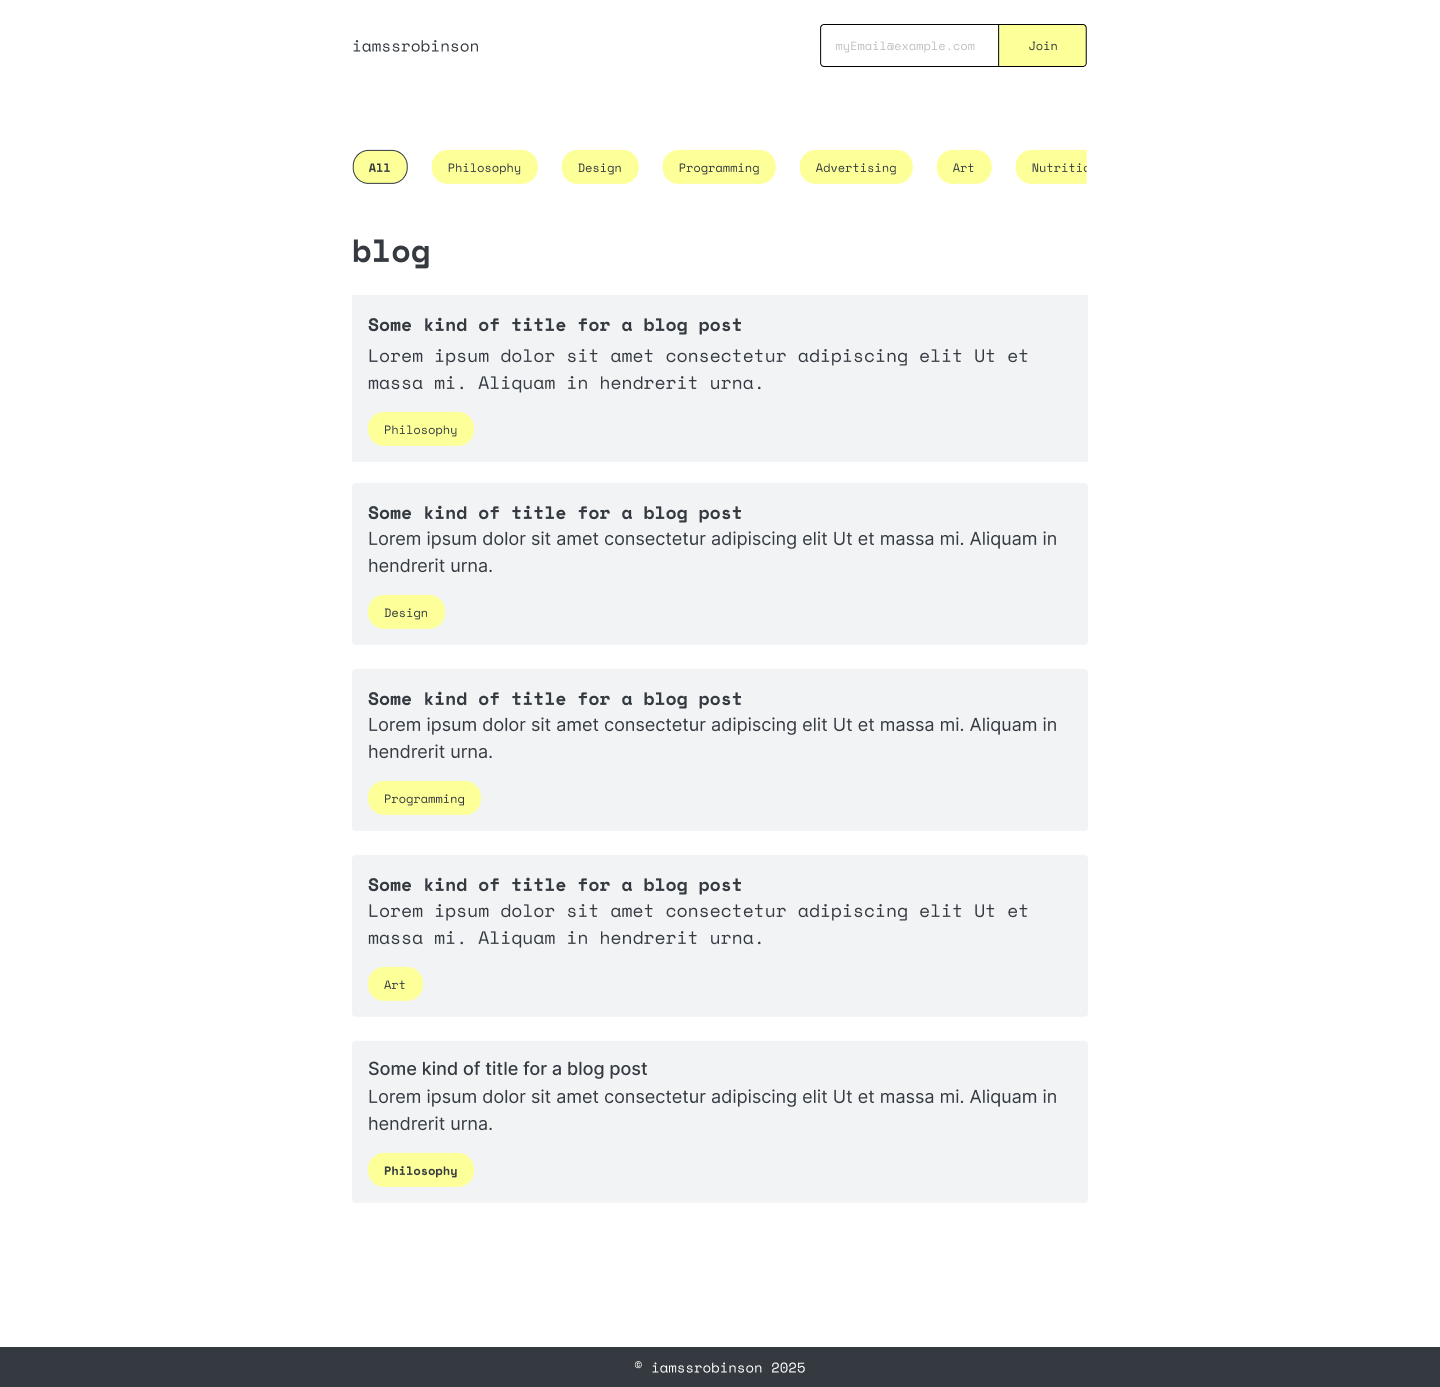 iamssrobinson
myEmail@example.com Join
All Philosophy Design Programming Advertising Art Nutritic
blog
Some kind of title for a blog post
Lorem ipsum dolor sit amet consectetur adipiscing elit Ut et
massa mi. Aliquam in hendrerit urna.
Philosophy
Some kind of title for a blog post
Lorem ipsum dolor sit amet consectetur adipiscing elit Ut et massa mi. Aliquam in
hendrerit urna.
Design
Some kind of title for a blog post
Lorem ipsum dolor sit amet consectetur adipiscing elit Ut et massa mi. Aliquam in
hendrerit urna.
Programming
Some kind of title for a blog post
Lorem ipsum dolor sit amet consectetur adipiscing elit Ut et
massa mi. Aliquam in hendrerit urna.
Art
Some kind of title for a blog post
Lorem ipsum dolor sit amet consectetur adipiscing elit Ut et massa mi. Aliquam in
hendrerit urna.
Philosophy
© iamssrobinson 2025